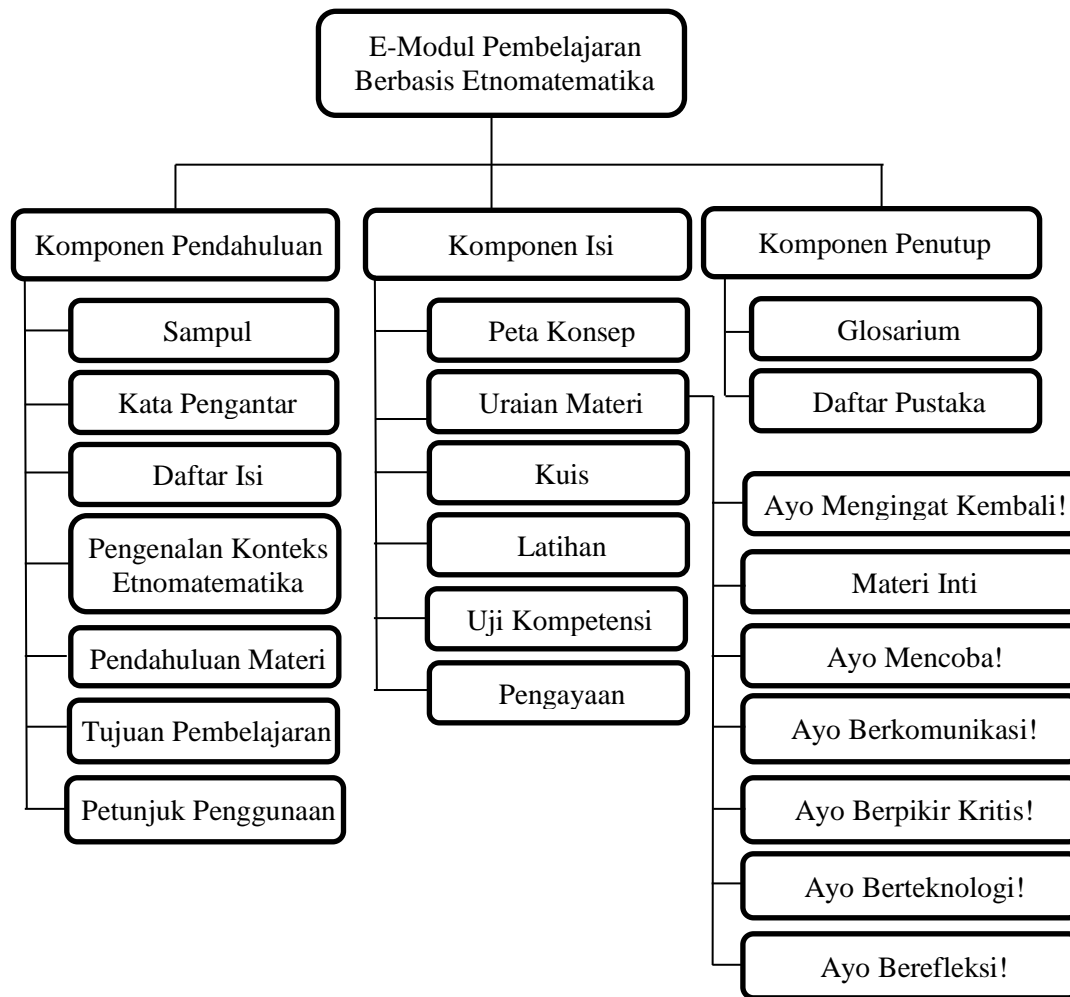 E-Modul Pembelajaran
Berbasis Etnomatematika
Komponen Pendahuluan
Sampul
Kata Pengantar
Daftar Isi
Pengenalan Konteks
Etnomatematika
Pendahuluan Materi
Tujuan Pembelajaran
Petunjuk Penggunaan
Komponen Isi
Peta Konsep
Uraian Materi
Kuis
Latihan
Uji Kompetensi
Pengayaan
Komponen Penutup
Glosarium
Daftar Pustaka
Ayo Mengingat Kembali!
Materi Inti
Ayo Mencoba!
Ayo Berkomunikasi!
Ayo Berpikir Kritis!
Ayo Berteknologi!
Ayo Berefleksi!